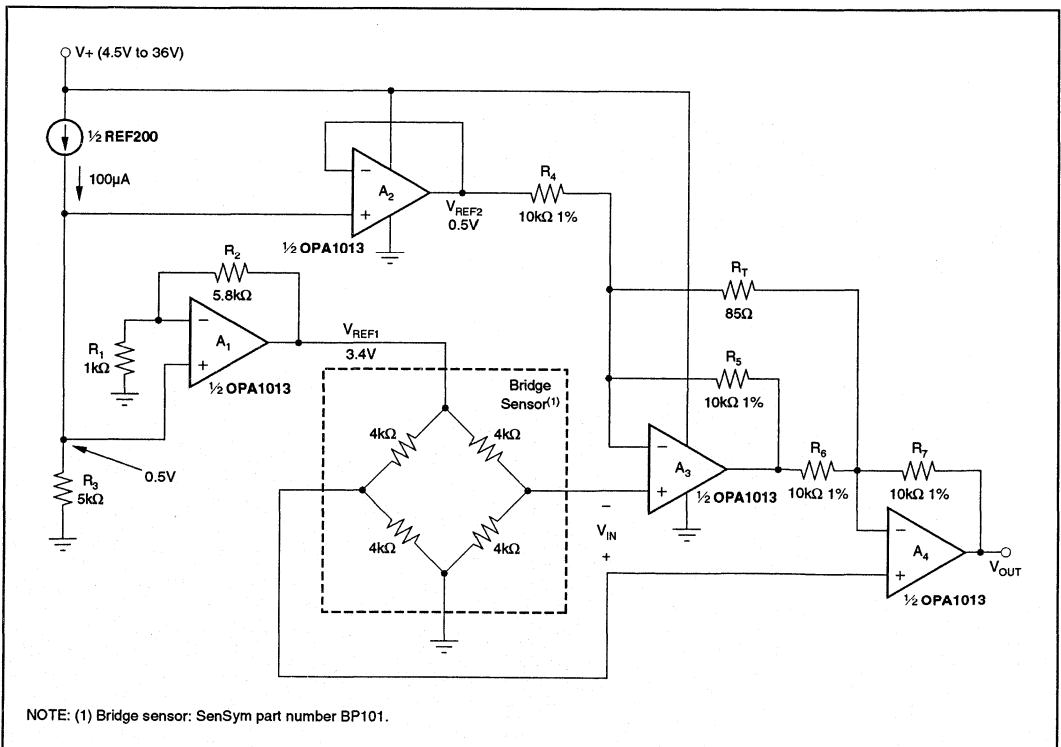 V+ (4.5V to 36V)
½ REF200
100µA
−
A2
+
VREF2
0.5V
½ OPA1013
R4
10kΩ 1%
R2
5.8kΩ
−
A1
+
R1
1kΩ
½ OPA1013
VREF1
3.4V
RT
85Ω
R5
10kΩ 1%
Bridge
Sensor(1)
4kΩ
4kΩ
4kΩ
4kΩ
R3
5kΩ
0.5V
−
A3
+
½ OPA1013
R6
10kΩ 1%
R7
10kΩ 1%
−
VIN
+
−
A4
+
VOUT
½ OPA1013
NOTE: (1) Bridge sensor: SenSym part number BP101.